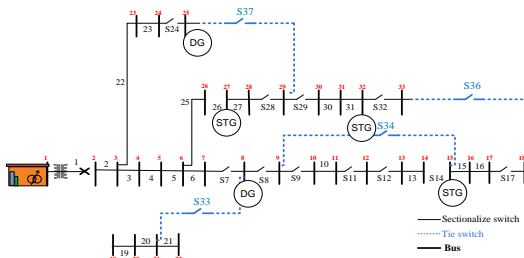 23 24 25
S37
23 S24
DG
22
26 27 28 29 30 31 32 33
S36
25
26 27 S28 S29 30 31 S32
STG
STG
S34
1
1
2 3 4 5 6 7 8 9 10 11 12 13 14 15 16 17 18
2 3 4 5 6 S7 S8 S9 10 S11 S12 13 S14 15 16 S17
DG
STG
S33
19 20 21
Sectionalize switch
Tie switch
Bus